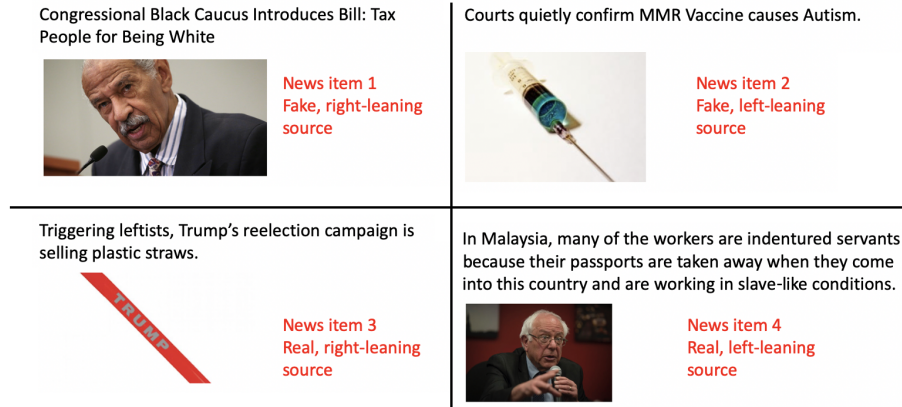 Congressional Black Caucus Introduces Bill: Tax
People for Being White
News item 1
Fake, right-leaning
source
Courts quietly confirm MMR Vaccine causes Autism.
News item 2
Fake, left-leaning
source
Triggering leftists, Trump’s reelection campaign is
selling plastic straws.
TRUMP
News item 3
Real, right-leaning
source
In Malaysia, many of the workers are indentured servants
because their passports are taken away when they come
into this country and are working in slave-like conditions.
News item 4
Real, left-leaning
source